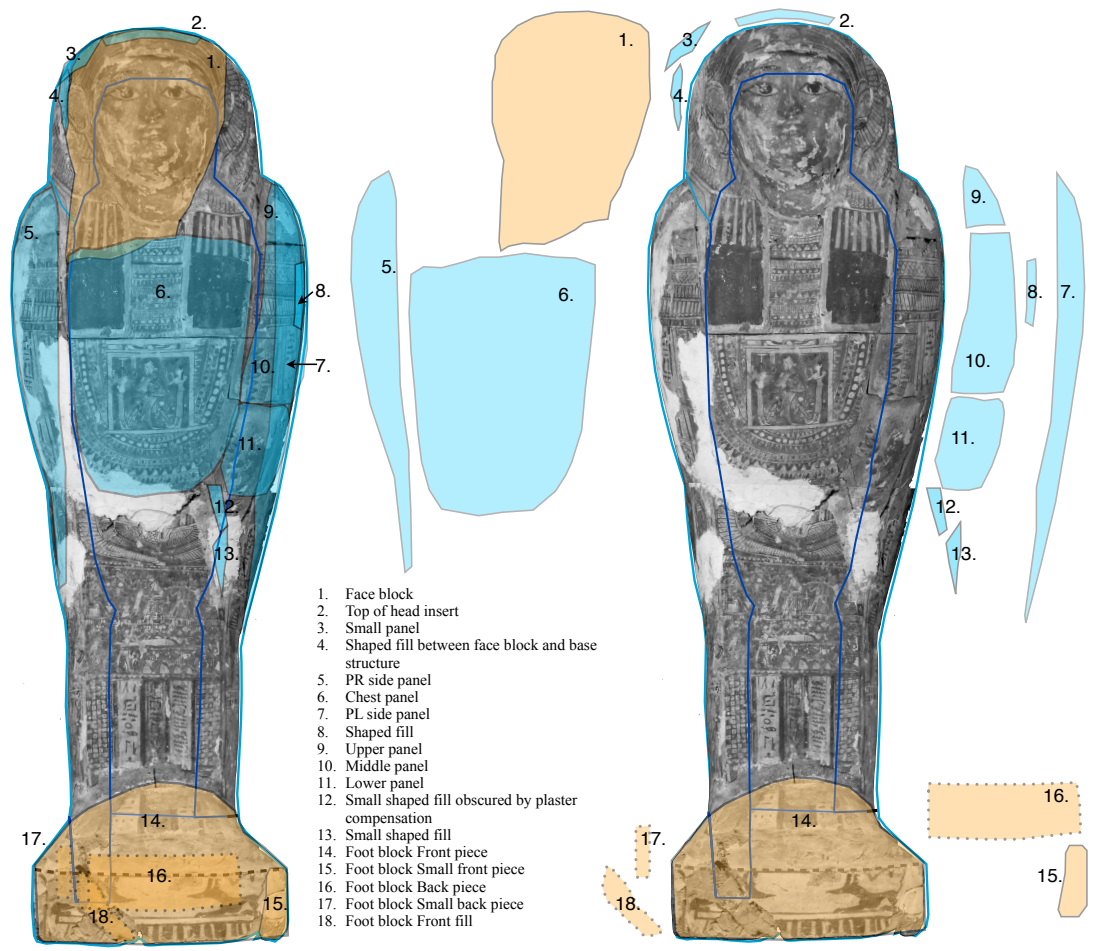 2.
1.
3.
4.
5.
9.
6.
8.
10.
7.
11.
12.
13.
14.
17.
16.
18.
15.
1.
5.
6.
2.
3.
4.
9.
8.
7.
10.
11.
12.
13.
14.
16.
17.
15.
18.
1. Face block
2. Top of head insert
3. Small panel
4. Shaped fill between face block and base
structure
5. PR side panel
6. Chest panel
7. PL side panel
8. Shaped fill
9. Upper panel
10. Middle panel
11. Lower panel
12. Small shaped fill obscured by plaster
compensation
13. Small shaped fill
14. Foot block Front piece
15. Foot block Small front piece
16. Foot block Back piece
17. Foot block Small back piece
18. Foot block Front fill